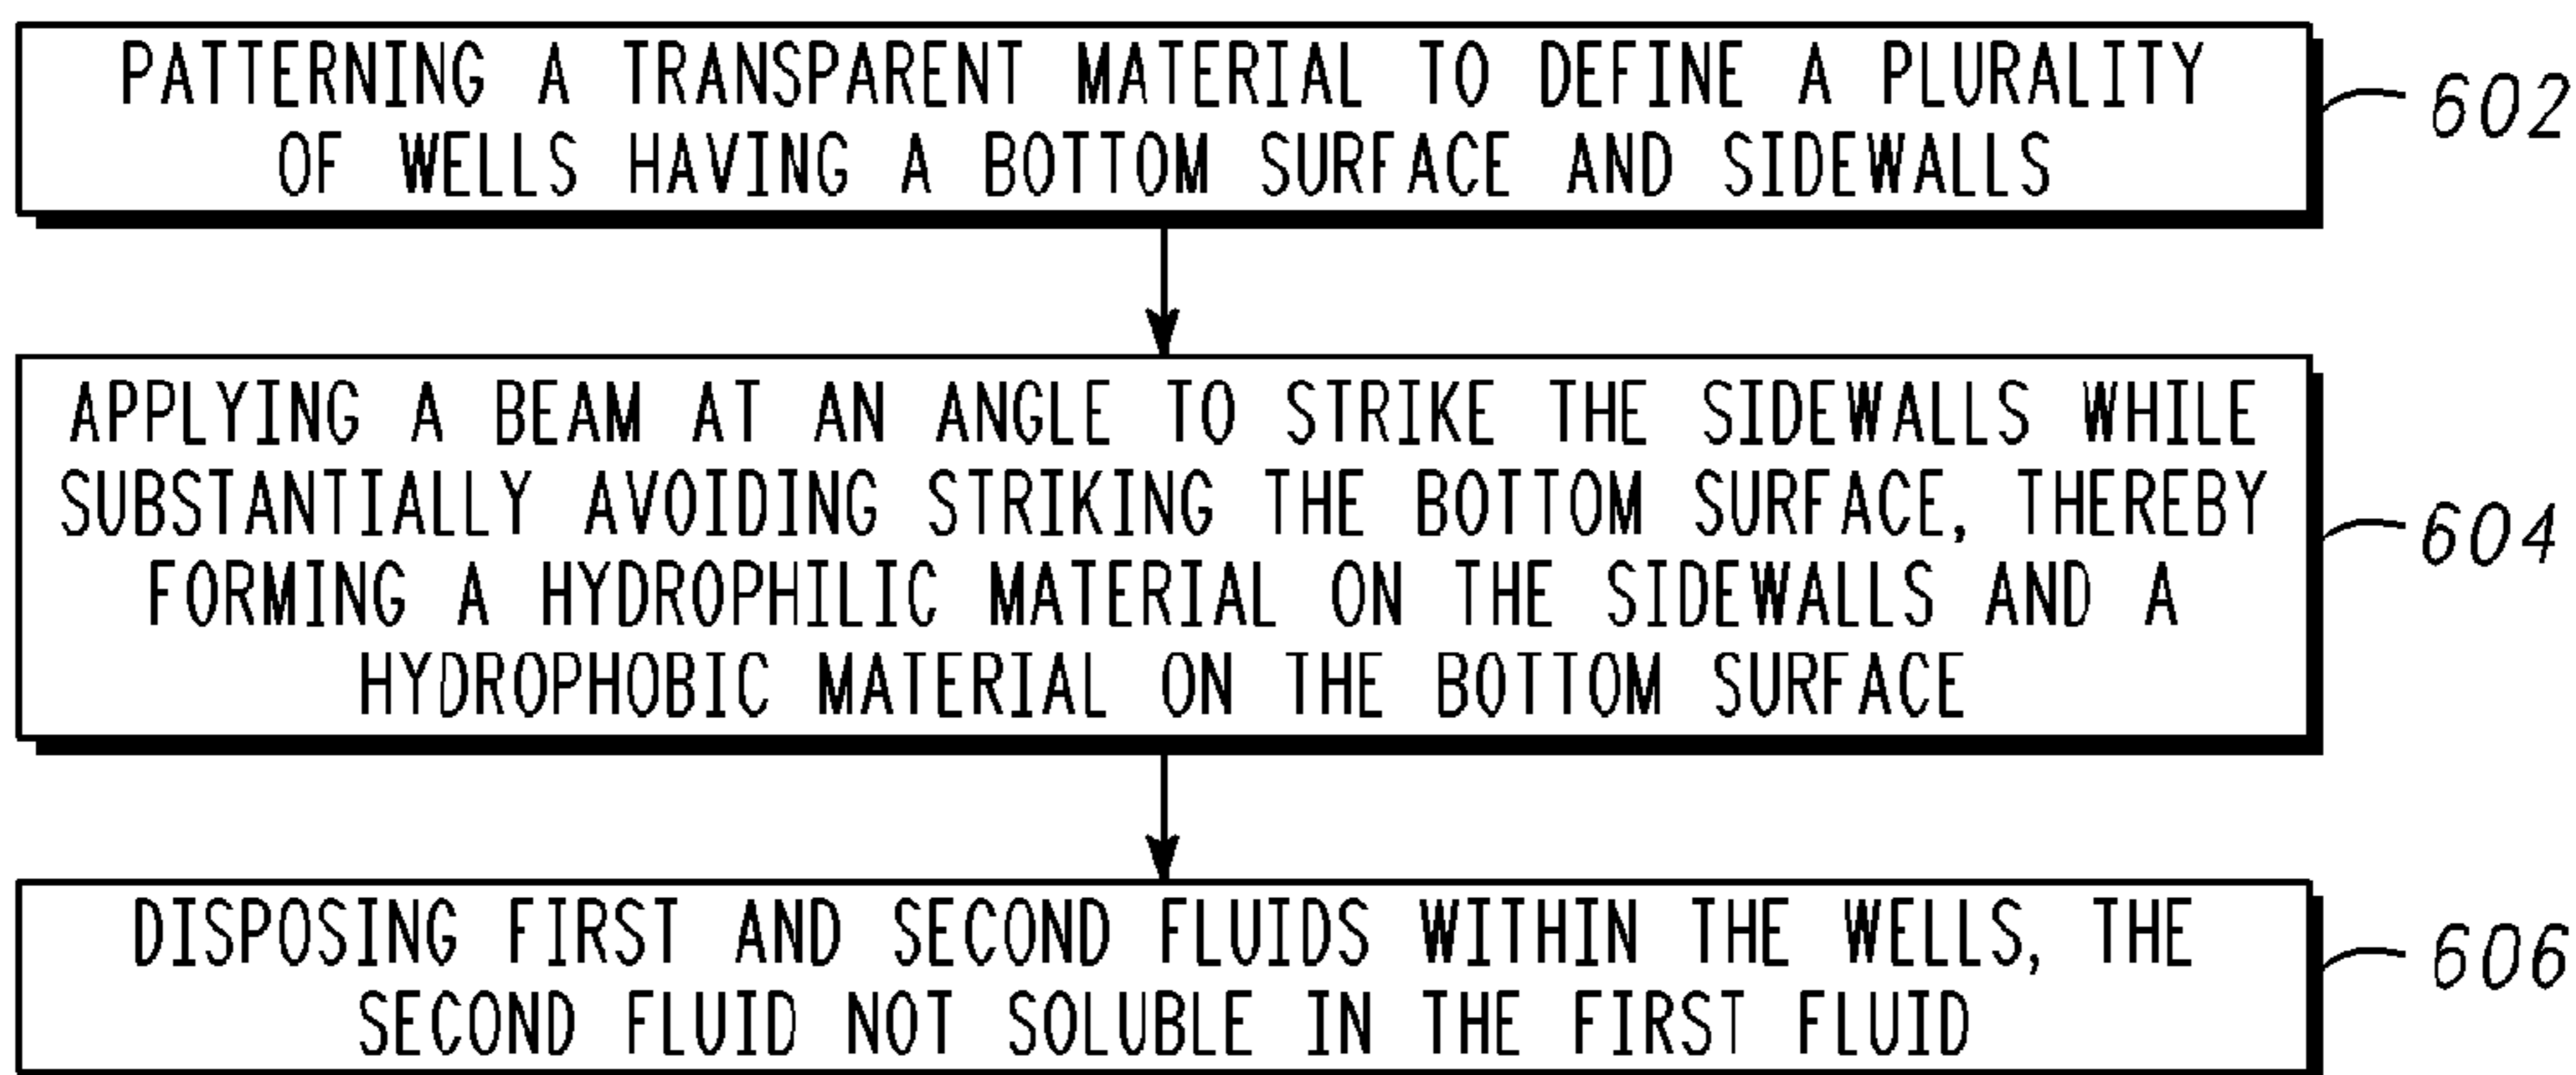 PATTERNING A TRANSPARENT MATERIAL TO DEFINE A PLURALITY
OF WELLS HAVING A BOTTOM SURFACE AND SIDEWALLS
602
APPLYING A BEAM AT AN ANGLE TO STRIKE THE SIDEWALLS WHILE
SUBSTANTIALLY AVOIDING STRIKING THE BOTTOM SURFACE, THEREBY
FORMING A HYDROPHILIC MATERIAL ON THE SIDEWALLS AND A
HYDROPHOBIC MATERIAL ON THE BOTTOM SURFACE
604
DISPOSING FIRST AND SECOND FLUIDS WITHIN THE WELLS, THE
SECOND FLUID NOT SOLUBLE IN THE FIRST FLUID
606